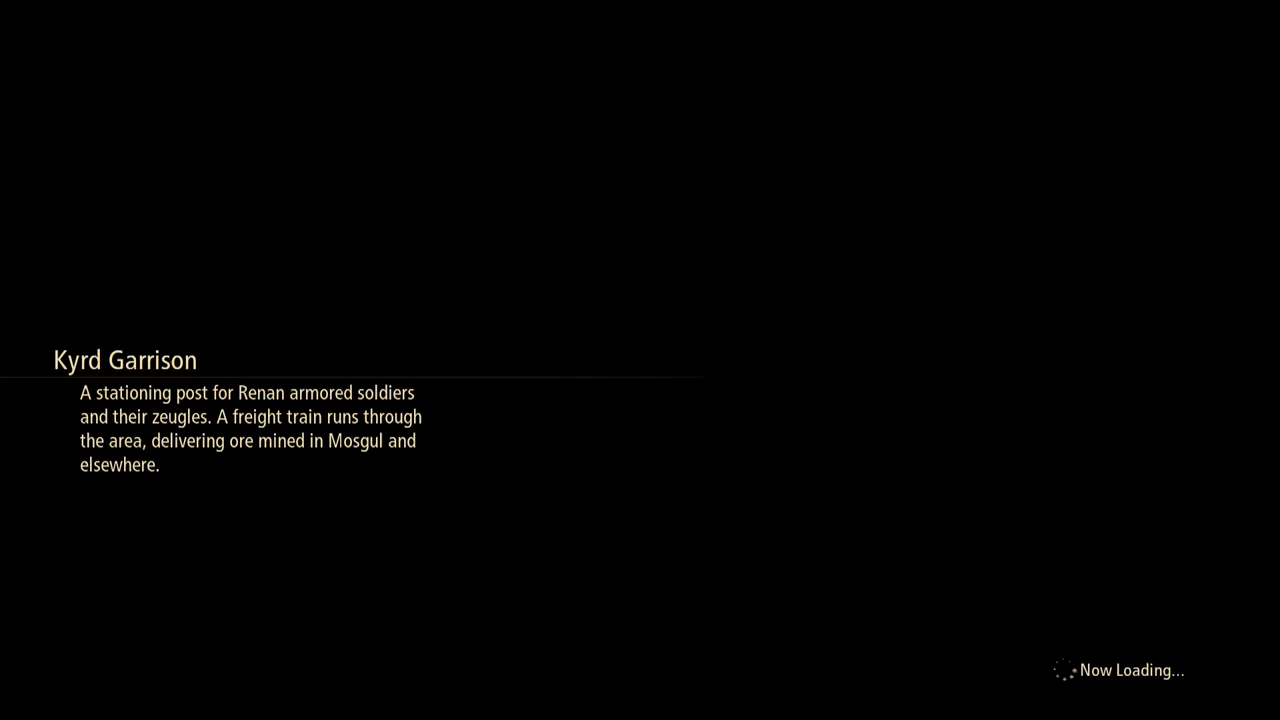 Kyrd Garrison
A stationing post for Renan armored soldiers
and their zeugles. A freight train runs through
the area, delivering ore mined in Mosgul and
elsewhere.
Now Loading...